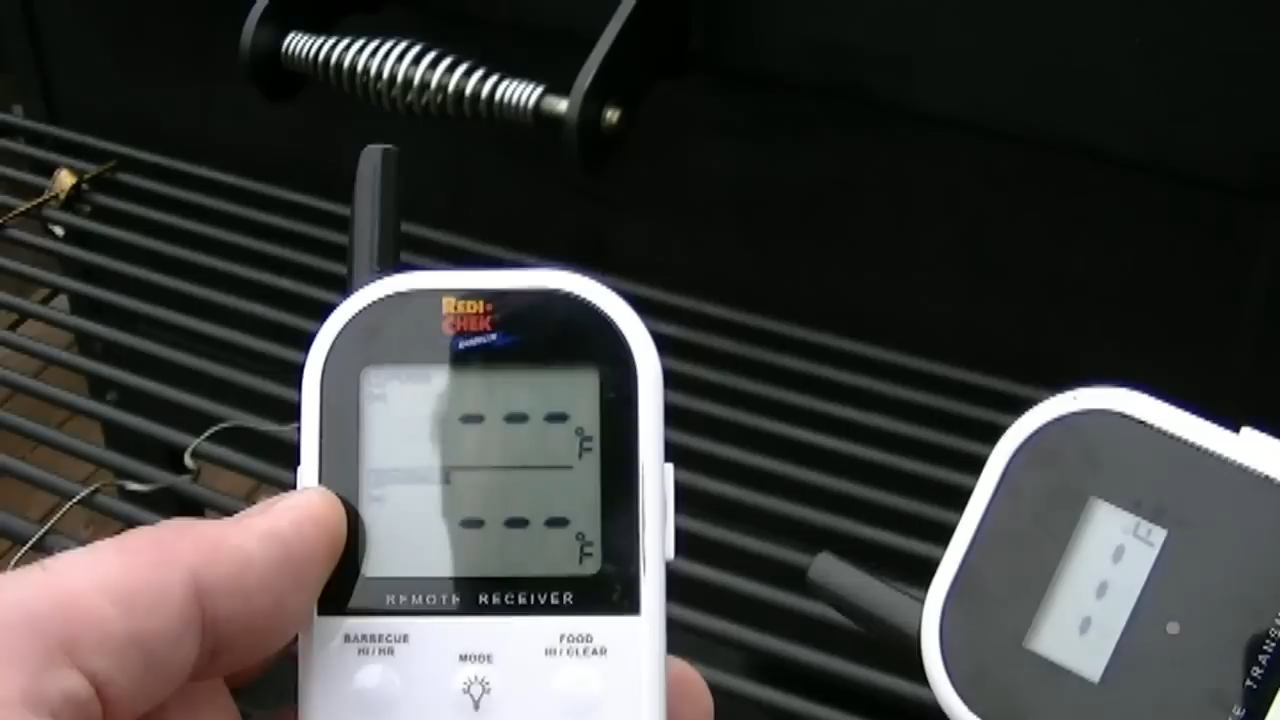 REDI
CHEK
- - -
°F
- - -
°F
REMOTE RECEIVER
BARBECUE
HI/HR
MODE
FOOD
HI/CLEAR
- - -
°F